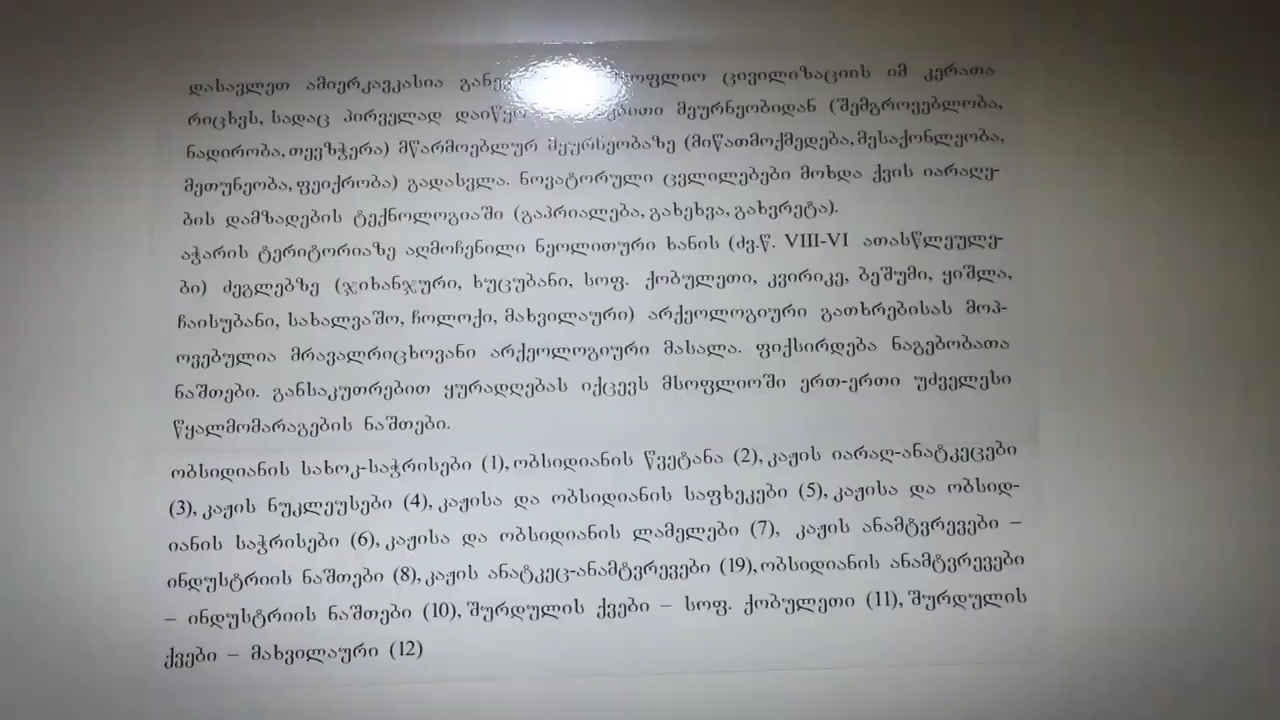 დასავლეთ ამიერკავკასია მსოფლიო ცივილიზაციის იმ კერათა
რიცხვს, სადაც პირველად მეურნეობიდან (შემგროვებლობა,
ნადირობა, თევზჭერა) მწარმოებლურ მეურნეობაზე (მიწათმოქმედება, მესაქონლეობა,
მეთუნეობა, ფეიქრობა) გადასვლა. ნოვატორული ცვლილებები მოხდა ქვის იარაღე-
ბის დამზადების ტექნოლოგიაში (გაპრიალება, გახეხვა, გახვრეტა).
აჭარის ტერიტორიაზე აღმოჩენილი ნეოლითური ხანის (ძვ.წ. VIII-VI ათასწლეულე-
ბი) ძეგლებზე (ჯიხანჯური, ხუცუბანი, სოფ. ქობულეთი, კვირიკე, ბეშუმი, ყიშლა,
ჩაისუბანი, სახალვაშო, ჩოლოქი, მახვილაური) არქეოლოგიური გათხრებისას მოპ-
ოვებულია მრავალრიცხოვანი არქეოლოგიური მასალა. ფიქსირდება ნაგებობათა
ნაშთები. განსაკუთრებით ყურადღებას იქცევს მსოფლიოში ერთ-ერთი უძველესი
წყალმომარაგების ნაშთები.
ობსიდიანის სახოკ-საჭრისები (1), ობსიდიანის წვეტანა (2), კაჟის იარაღ-ანატკეცები
(3), კაჟის ნუკლეუსები (4), კაჟისა და ობსიდიანის საფხეკები (5), კაჟისა და ობსიდ-
იანის საჭრისები (6), კაჟისა და ობსიდიანის ლამელები (7), კაჟის ანამტვრევები –
ინდუსტრიის ნაშთები (8), კაჟის ანატკეც-ანამტვრევები (19), ობსიდიანის ანამტვრევები
– ინდუსტრიის ნაშთები (10), შურდულის ქვები – სოფ. ქობულეთი (11), შურდულის
ქვები – მახვილაური (12)